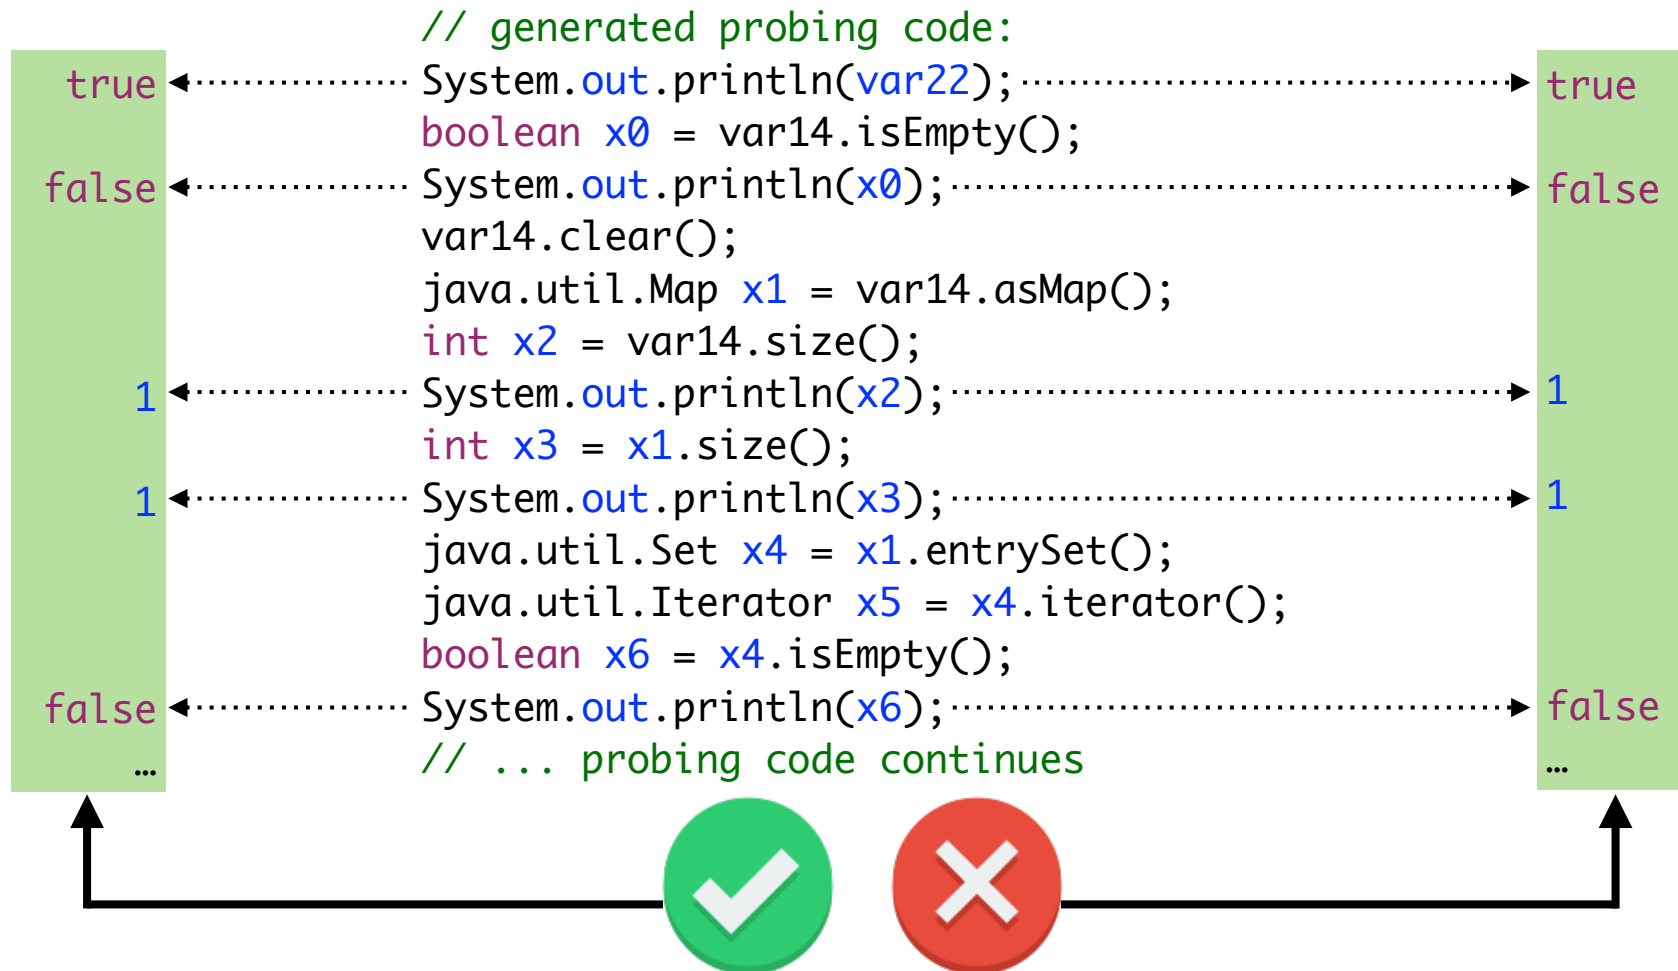 // generated probing code:
true System.out.println(var22); true
boolean x0 = var14.isEmpty();
false System.out.println(x0); false
var14.clear();
java.util.Map x1 = var14.asMap();
int x2 = var14.size();
1 System.out.println(x2); 1
int x3 = x1.size();
1 System.out.println(x3); 1
java.util.Set x4 = x1.entrySet();
java.util.Iterator x5 = x4.iterator();
boolean x6 = x4.isEmpty();
false System.out.println(x6); false
… // ... probing code continues …